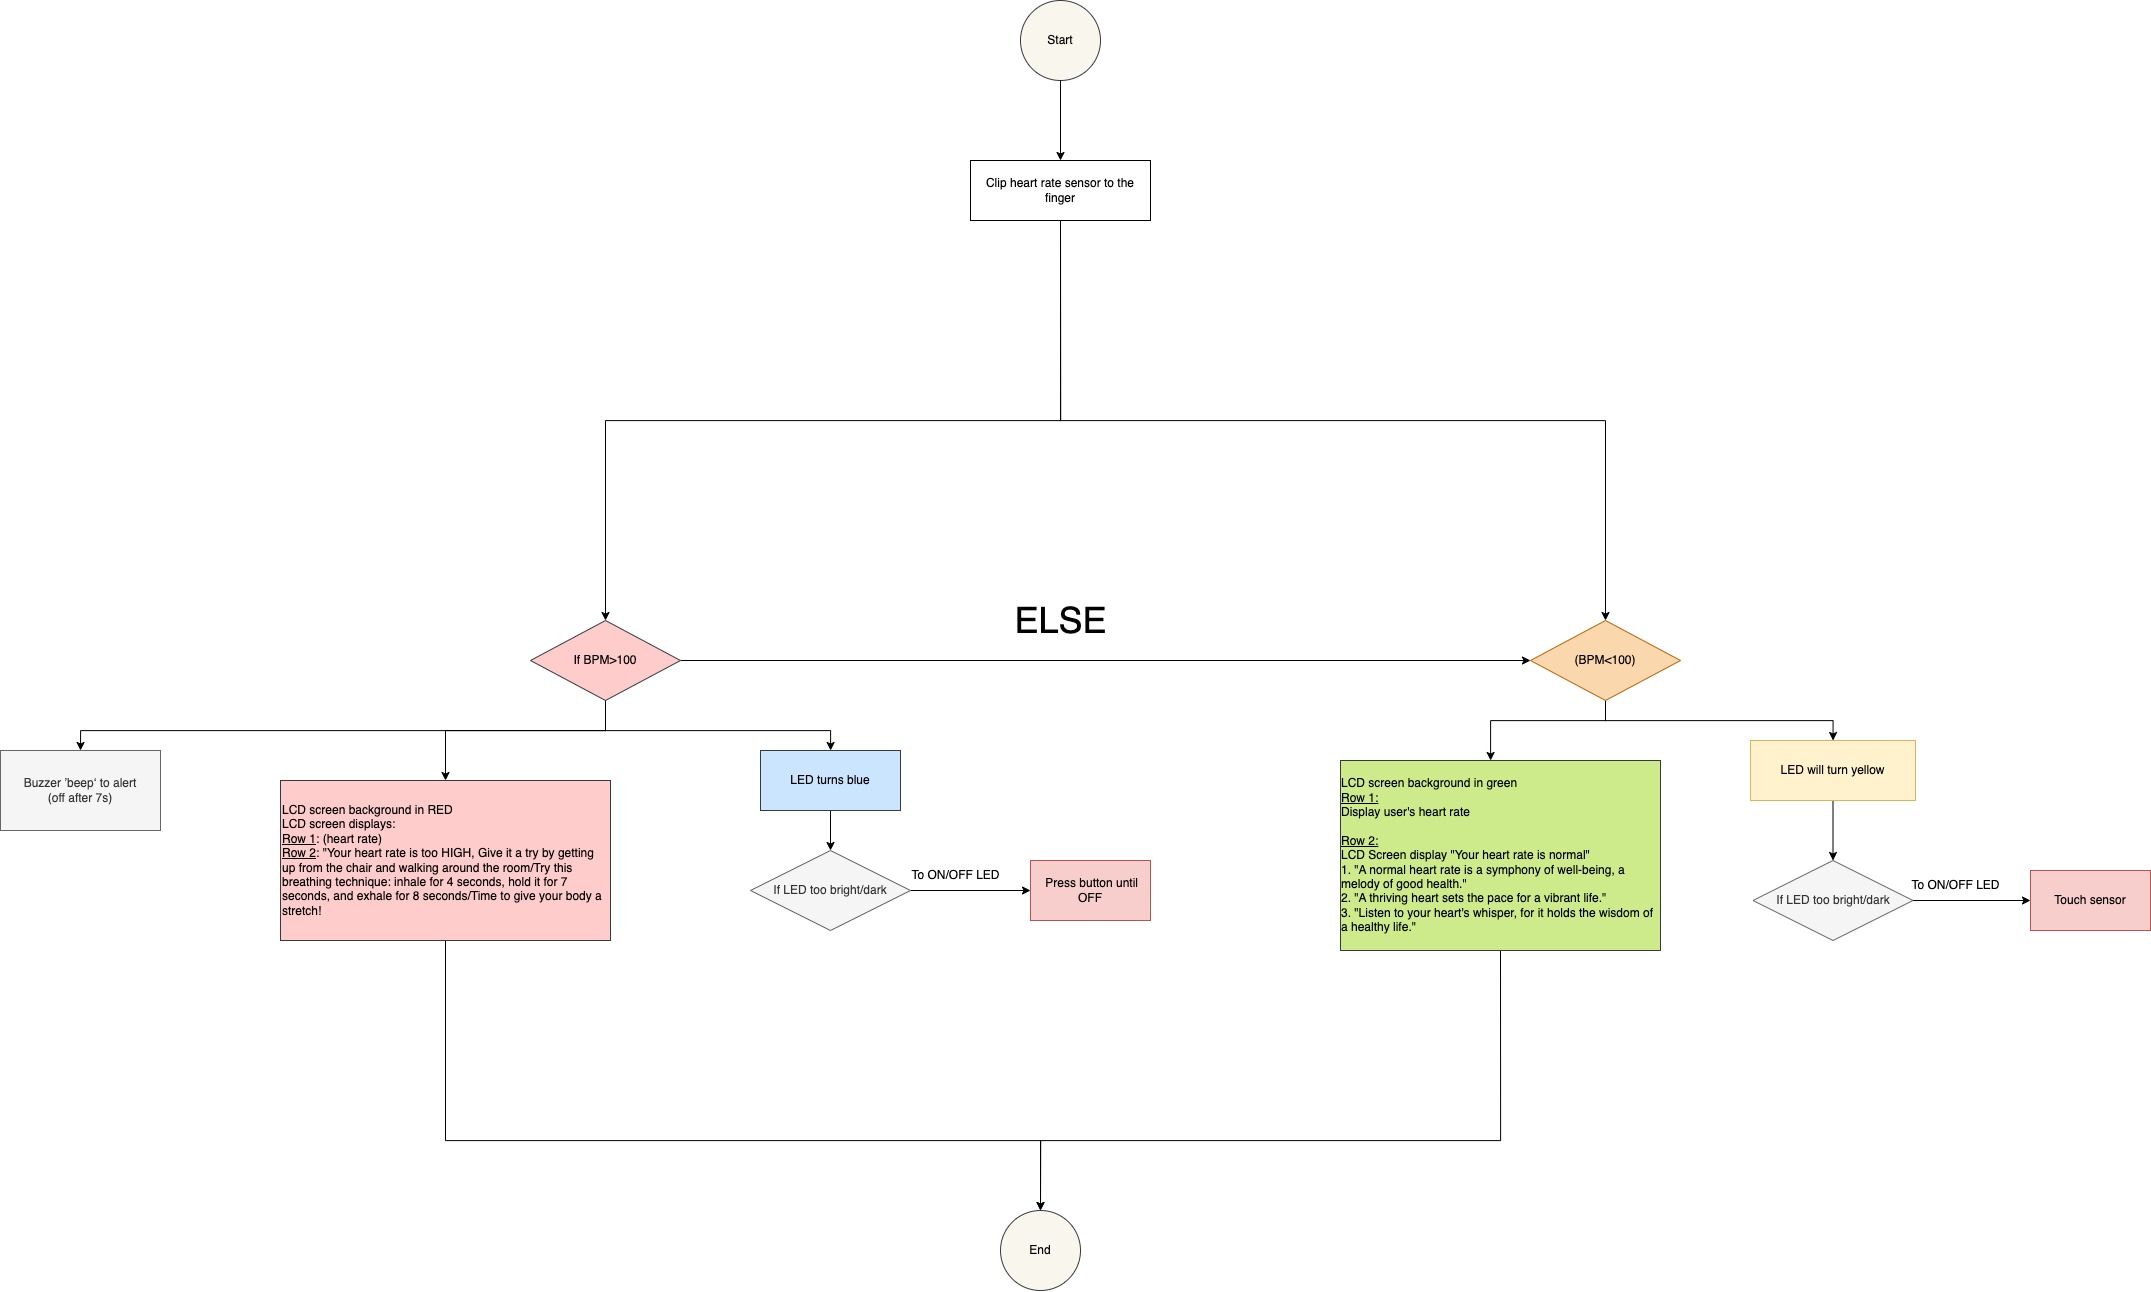 Start
Clip heart rate sensor to the
finger
ELSE
If BPM>100
(BPM<100)
Buzzer 'beep' to alert
(off after 7s)
LCD screen background in RED
LCD screen displays:
Row 1: (heart rate)
Row 2: "Your heart rate is too HIGH, Give it a try by getting
up from the chair and walking around the room/Try this
breathing technique: inhale for 4 seconds, hold it for 7
seconds, and exhale for 8 seconds/Time to give your body a
stretch!
LED turns blue
If LED too bright/dark
To ON/OFF LED
Press button until
OFF
LCD screen background in green
Row 1:
Display user's heart rate
Row 2:
LCD Screen display "Your heart rate is normal"
1. "A normal heart rate is a symphony of well-being, a
melody of good health."
2. "A thriving heart sets the pace for a vibrant life."
3. "Listen to your heart's whisper, for it holds the wisdom of
a healthy life."
LED will turn yellow
If LED too bright/dark
To ON/OFF LED
Touch sensor
End